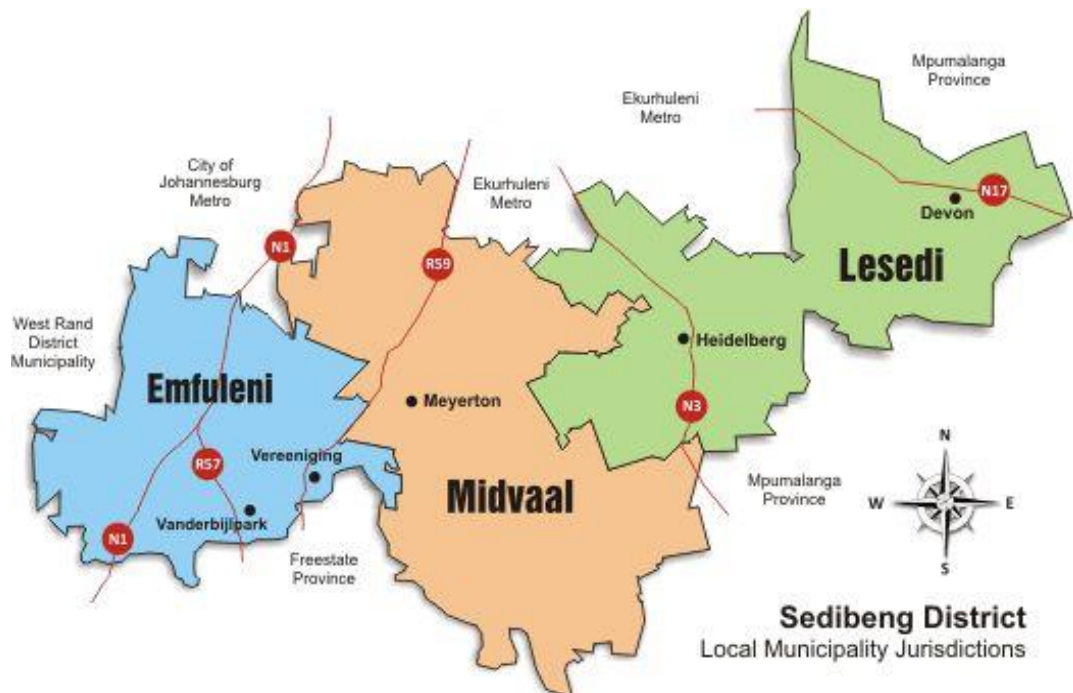 Mpumalanga
Province
Ekurhuleni
Metro
City of
Johannesburg
Metro
Ekurhuleni
Metro
N17
Devon
N1
R59
Lesedi
West Rand
District
Municipality
Heidelberg
Emfuleni
Meyerton
N3
Vereeniging
R57
Midvaal
Mpumalanga
Province
Vanderbijlpark
N1
Freestate
Province
N
W
E
S
Sedibeng District
Local Municipality Jurisdictions